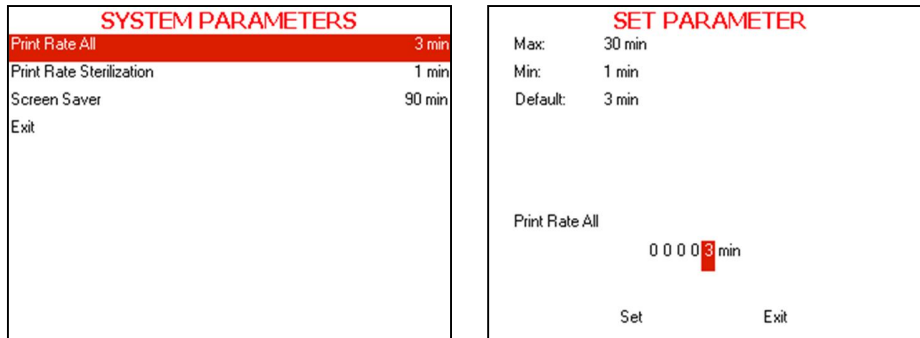 SYSTEM PARAMETERS
Print Rate All 3 min
Print Rate Sterilization 1 min
Screen Saver 90 min
Exit
SET PARAMETER
Max: 30 min
Min: 1 min
Default: 3 min
Print Rate All
0 0 0 0 3 min
Set Exit